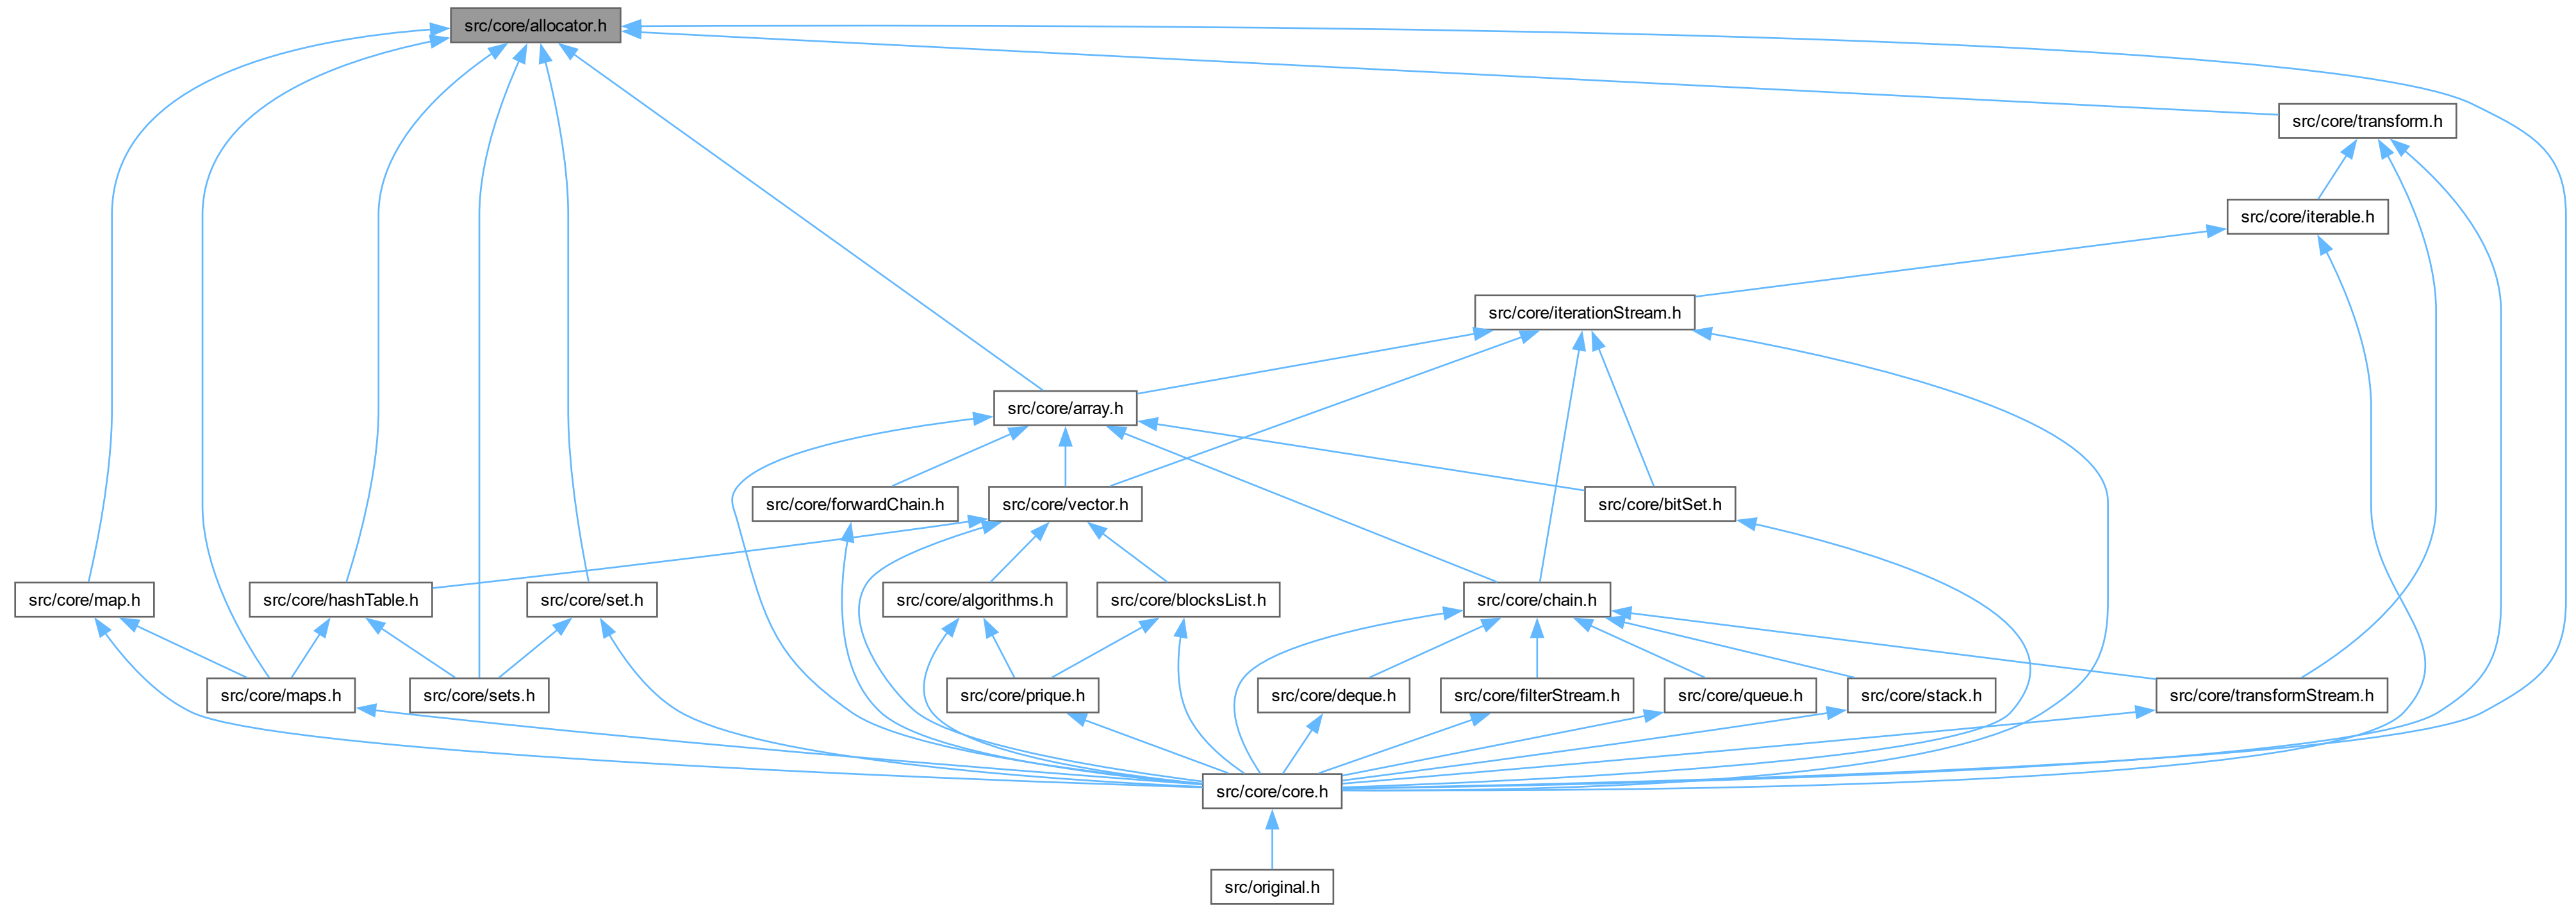 src/core/allocator.h
src/core/transform.h
src/core/iterable.h
src/core/iterationStream.h
src/core/array.h
src/core/forwardChain.h
src/core/vector.h
src/core/bitSet.h
src/core/map.h
src/core/hashTable.h
src/core/set.h
src/core/algorithms.h
src/core/blocksList.h
src/core/chain.h
src/core/maps.h
src/core/sets.h
src/core/prique.h
src/core/deque.h
src/core/filterStream.h
src/core/queue.h
src/core/stack.h
src/core/transformStream.h
src/core/core.h
src/original.h